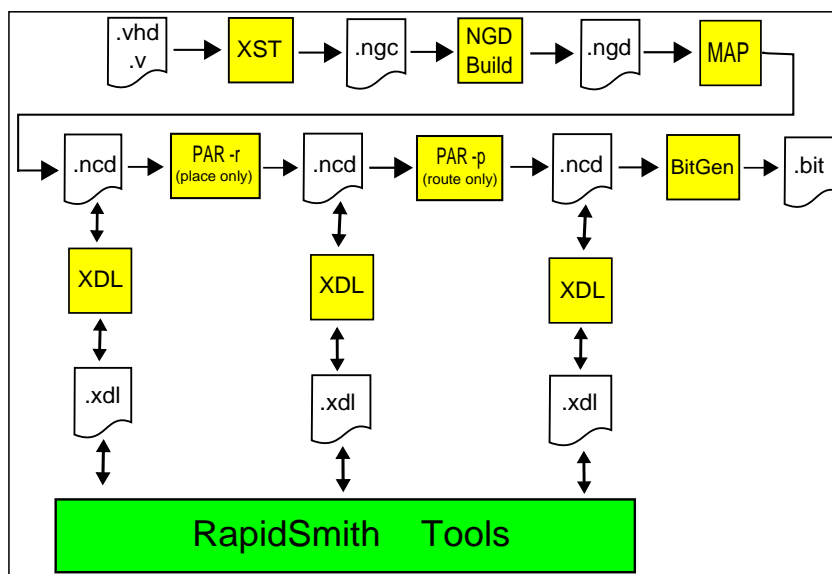 .vhd
.v
XST
.ngc
NGD
Build
.ngd
MAP
.ncd
PAR -r
(place only)
.ncd
PAR -p
(route only)
.ncd
BitGen
.bit
XDL
XDL
XDL
.xdl
.xdl
.xdl
RapidSmith Tools